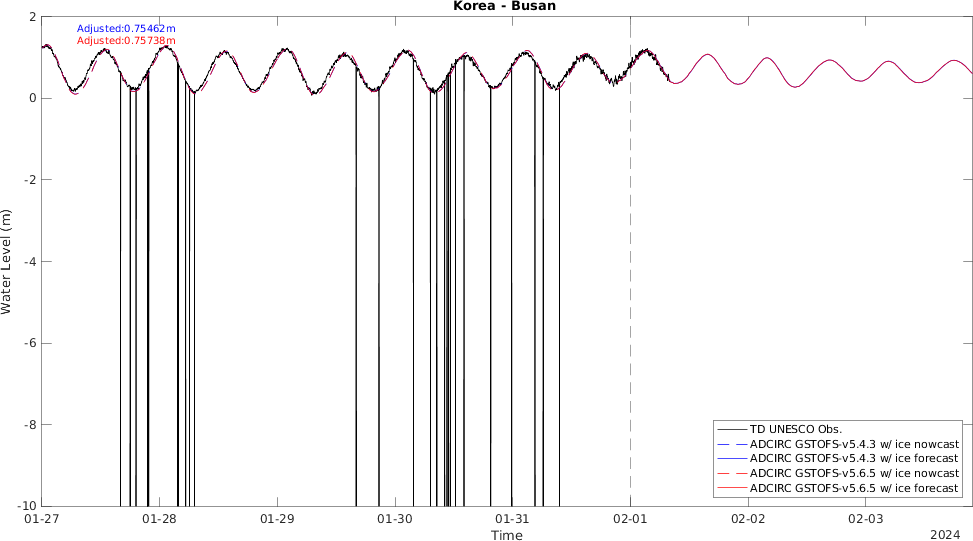 Korea - Busan
Adjusted:0.75462m
Adjusted:0.75738m
Water Level (m)
2
0
-2
-4
-6
-8
-10
TD UNESCO Obs.
ADCIRC GSTOFS-v5.4.3 w/ ice nowcast
ADCIRC GSTOFS-v5.4.3 w/ ice forecast
ADCIRC GSTOFS-v5.6.5 w/ ice nowcast
ADCIRC GSTOFS-v5.6.5 w/ ice forecast
01-27 01-28 01-29 01-30 01-31 02-01 02-02 02-03
Time
2024